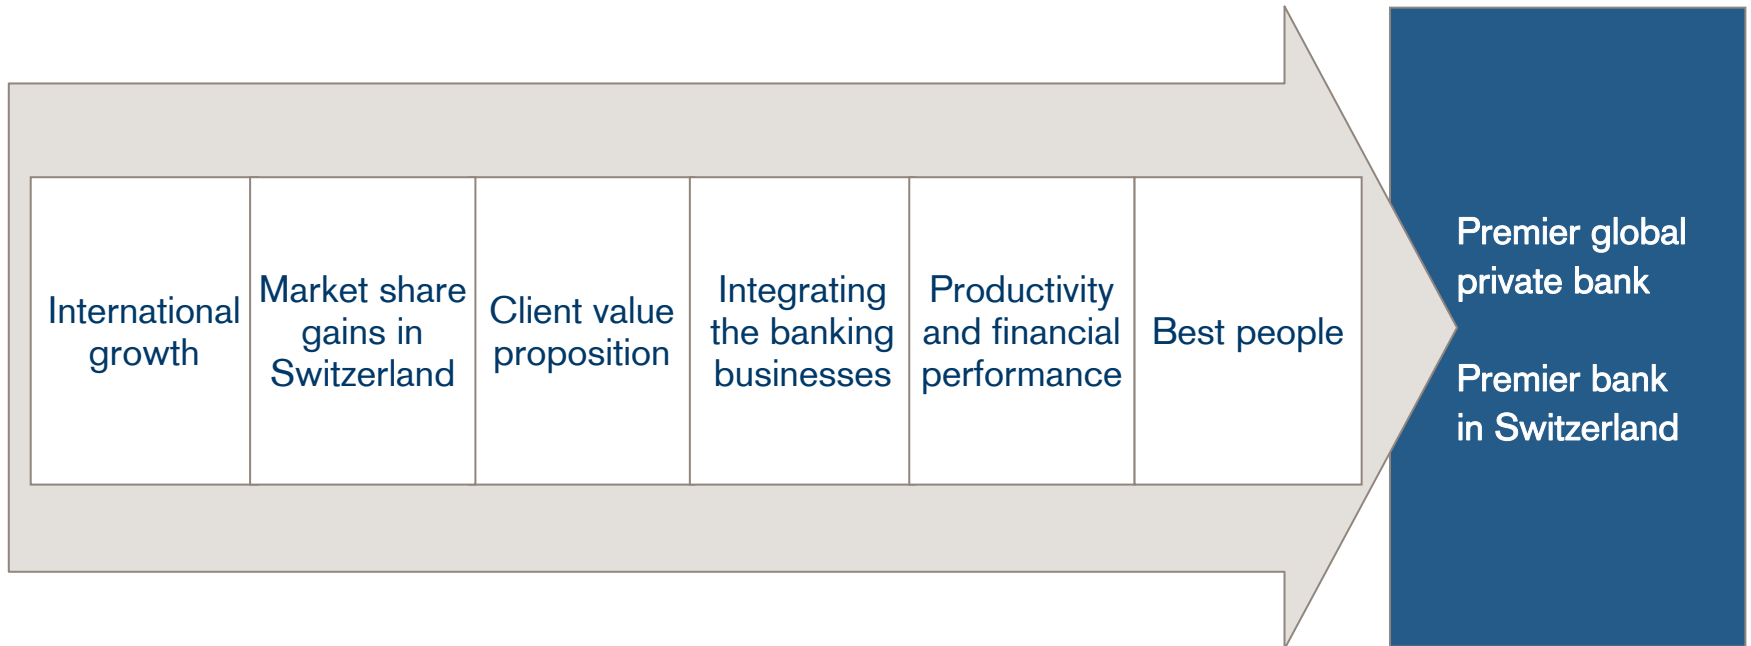 International
growth
Market share
gains in
Switzerland
Client value
proposition
Integrating
the banking
businesses
Productivity
and financial
performance
Best people
Premier global
private bank
Premier bank
in Switzerland